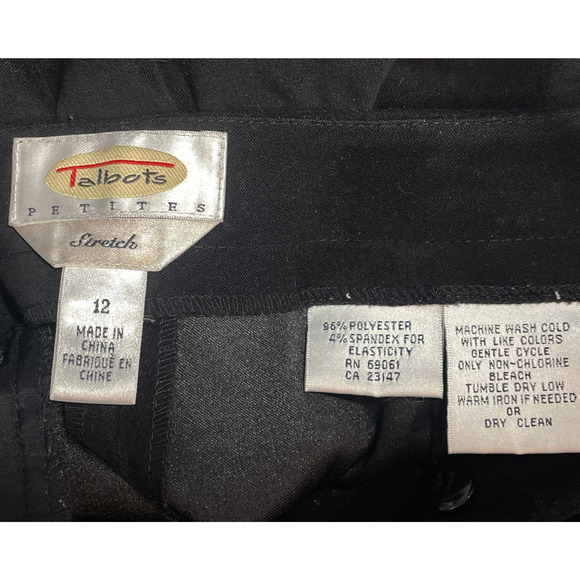 Talbots
PETITES
Stretch
12
MADE IN
CHINA
FABRIQUÉ EN
CHINE
96% POLYESTER
4% SPANDEX FOR
ELASTICITY
RN 69061
CA 23147
MACHINE WASH COLD
WITH LIKE COLORS
GENTLE CYCLE
ONLY NON-CHLORINE
BLEACH
TUMBLE DRY LOW
WARM IRON IF NEEDED
OR
DRY CLEAN